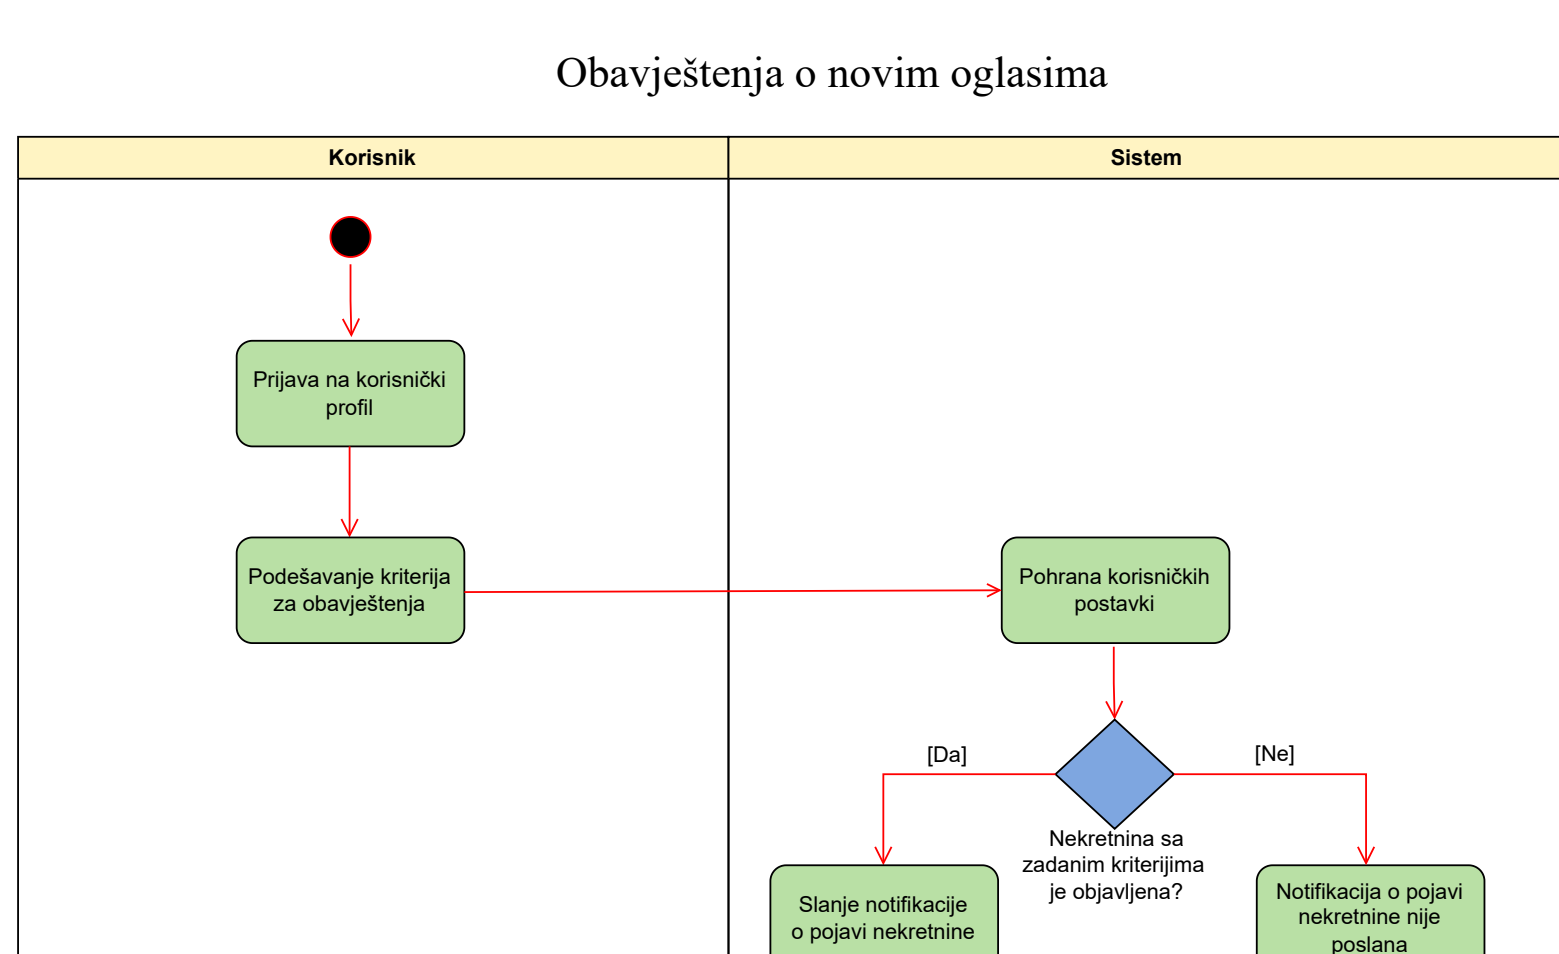 Obavještenja o novim oglasima
Korisnik
Sistem
Prijava na korisnički
profil
Podešavanje kriterija
za obavještenja
Pohrana korisničkih
postavki
[Da]
[Ne]
Nekretnina sa
zadanim kriterijima
je objavljena?
Slanje notifikacije
o pojavi nekretnine
Notifikacija o pojavi
nekretnine nije
poslana